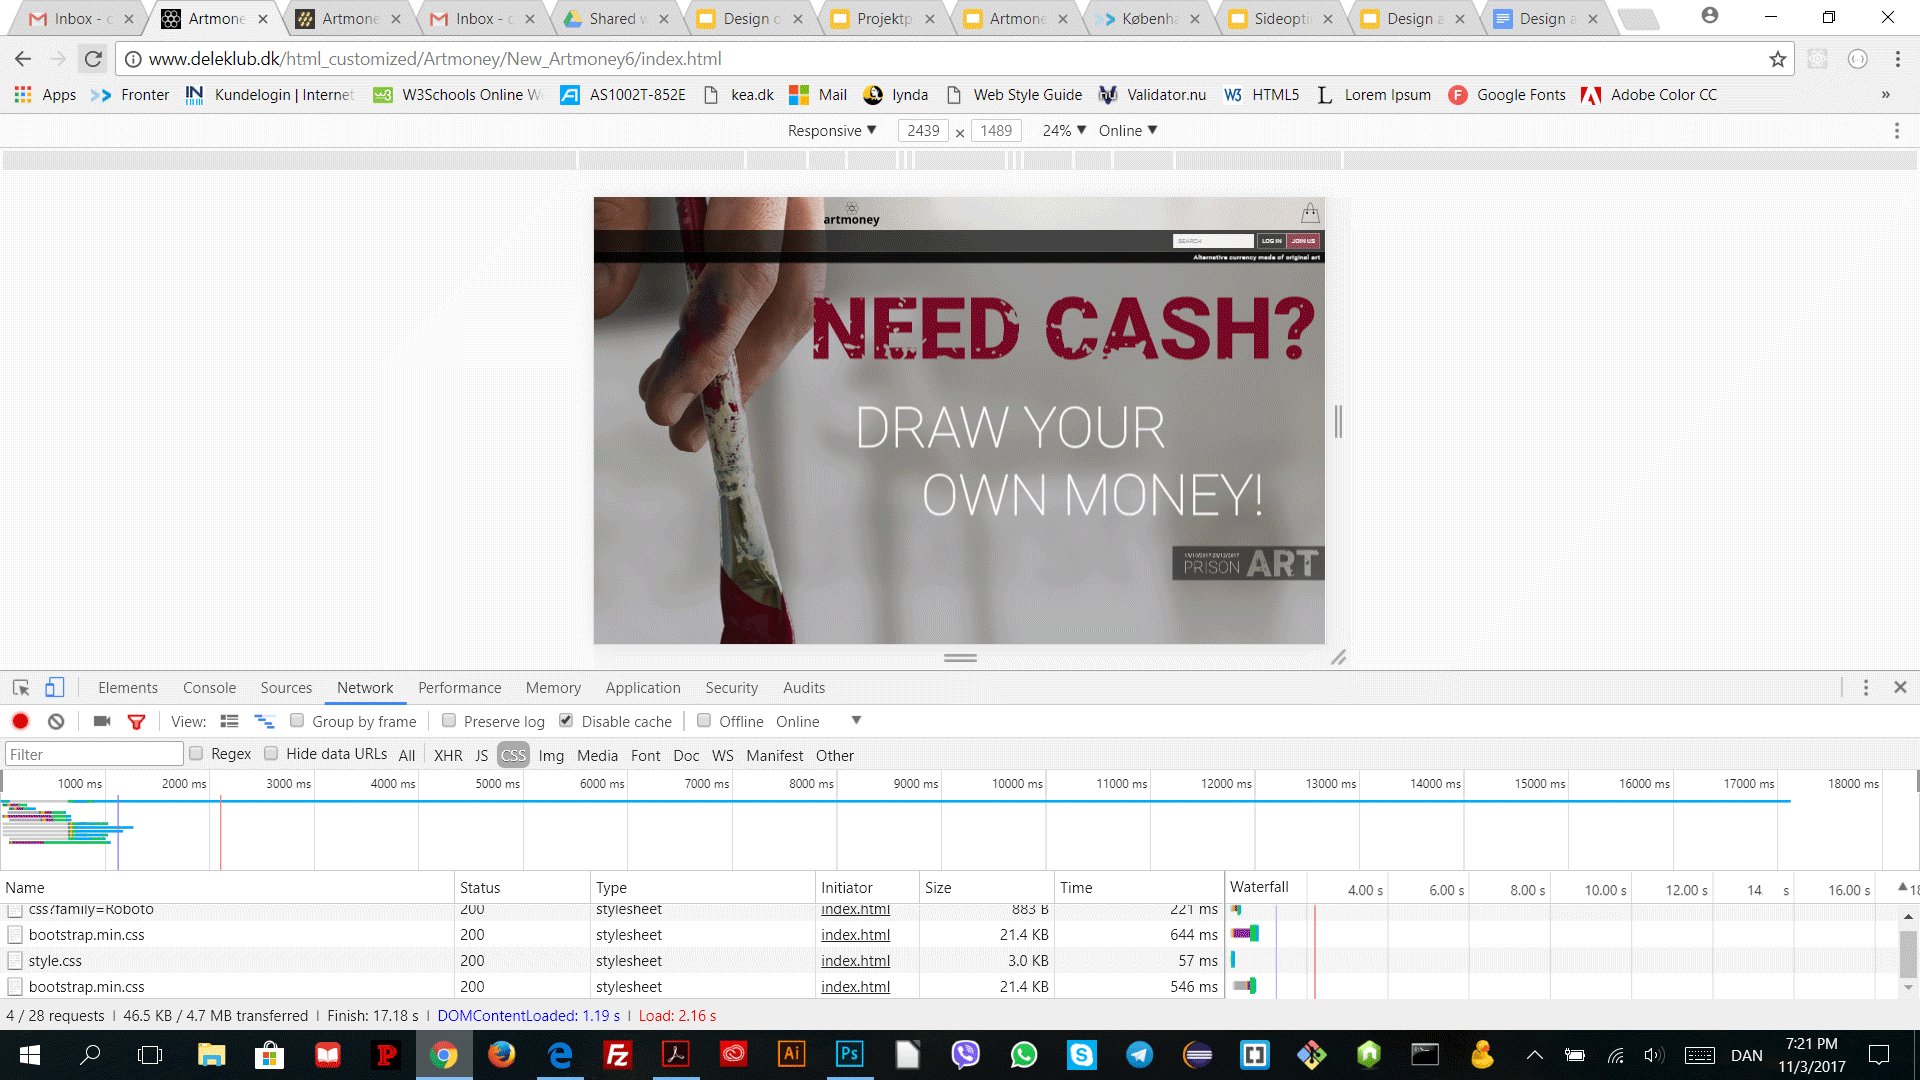 Inbox - c
Artmone
Artmone
Inbox - c
Shared w
Design o
Projektp
Artmone
Københa
Sideopti
Design a
Design a
www.deleklub.dk/html_customized/Artmoney/New_Artmoney6/index.html
Apps
Fronter
Kundelogin | Internet
W3Schools Online W
AS1002T-852E
kea.dk
Mail
lynda
Web Style Guide
Validator.nu
HTML5
Lorem Ipsum
Google Fonts
Adobe Color CC
»
Responsive ▼ 2439 × 1489 24% ▼ Online ▼
artmoney
SEARCH LOG IN JOIN US
Alternative currency made of original art
NEED CASH?
DRAW YOUR
OWN MONEY!
PRISON ART
Elements Console Sources Network Performance Memory Application Security Audits
View: Group by frame Preserve log Disable cache Offline Online ▼
Filter Regex Hide data URLs All XHR JS CSS Img Media Font Doc WS Manifest Other
1000 ms 2000 ms 3000 ms 4000 ms 5000 ms 6000 ms 7000 ms 8000 ms 9000 ms 10000 ms 11000 ms 12000 ms 13000 ms 14000 ms 15000 ms 16000 ms 17000 ms 18000 ms
Name Status Type Initiator Size Time Waterfall 4.00 s 6.00 s 8.00 s 10.00 s 12.00 s 14 s 16.00 s 18
css?family=Roboto 200 stylesheet index.html 883 B 221 ms
bootstrap.min.css 200 stylesheet index.html 21.4 KB 644 ms
style.css 200 stylesheet index.html 3.0 KB 57 ms
bootstrap.min.css 200 stylesheet index.html 21.4 KB 546 ms
4 / 28 requests | 46.5 KB / 4.7 MB transferred | Finish: 17.18 s | DOMContentLoaded: 1.19 s | Load: 2.16 s
DAN
7:21 PM
11/3/2017